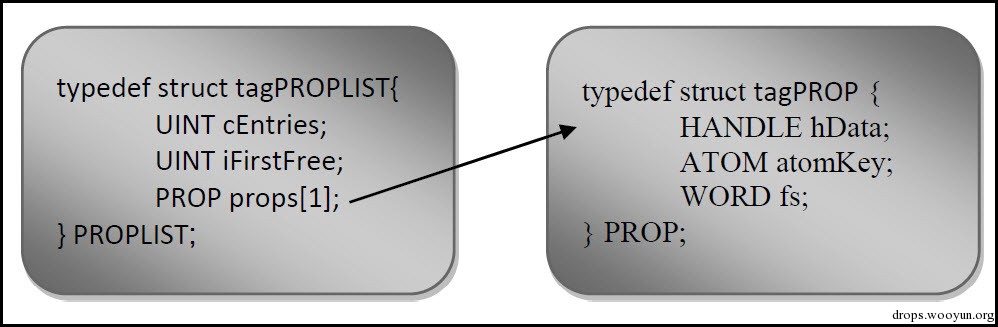 typedef struct tagPROPLIST{
UINT cEntries;
UINT iFirstFree;
PROP props[1];
} PROPLIST;
typedef struct tagPROP {
HANDLE hData;
ATOM atomKey;
WORD fs;
} PROP;
drops.wooyun.org